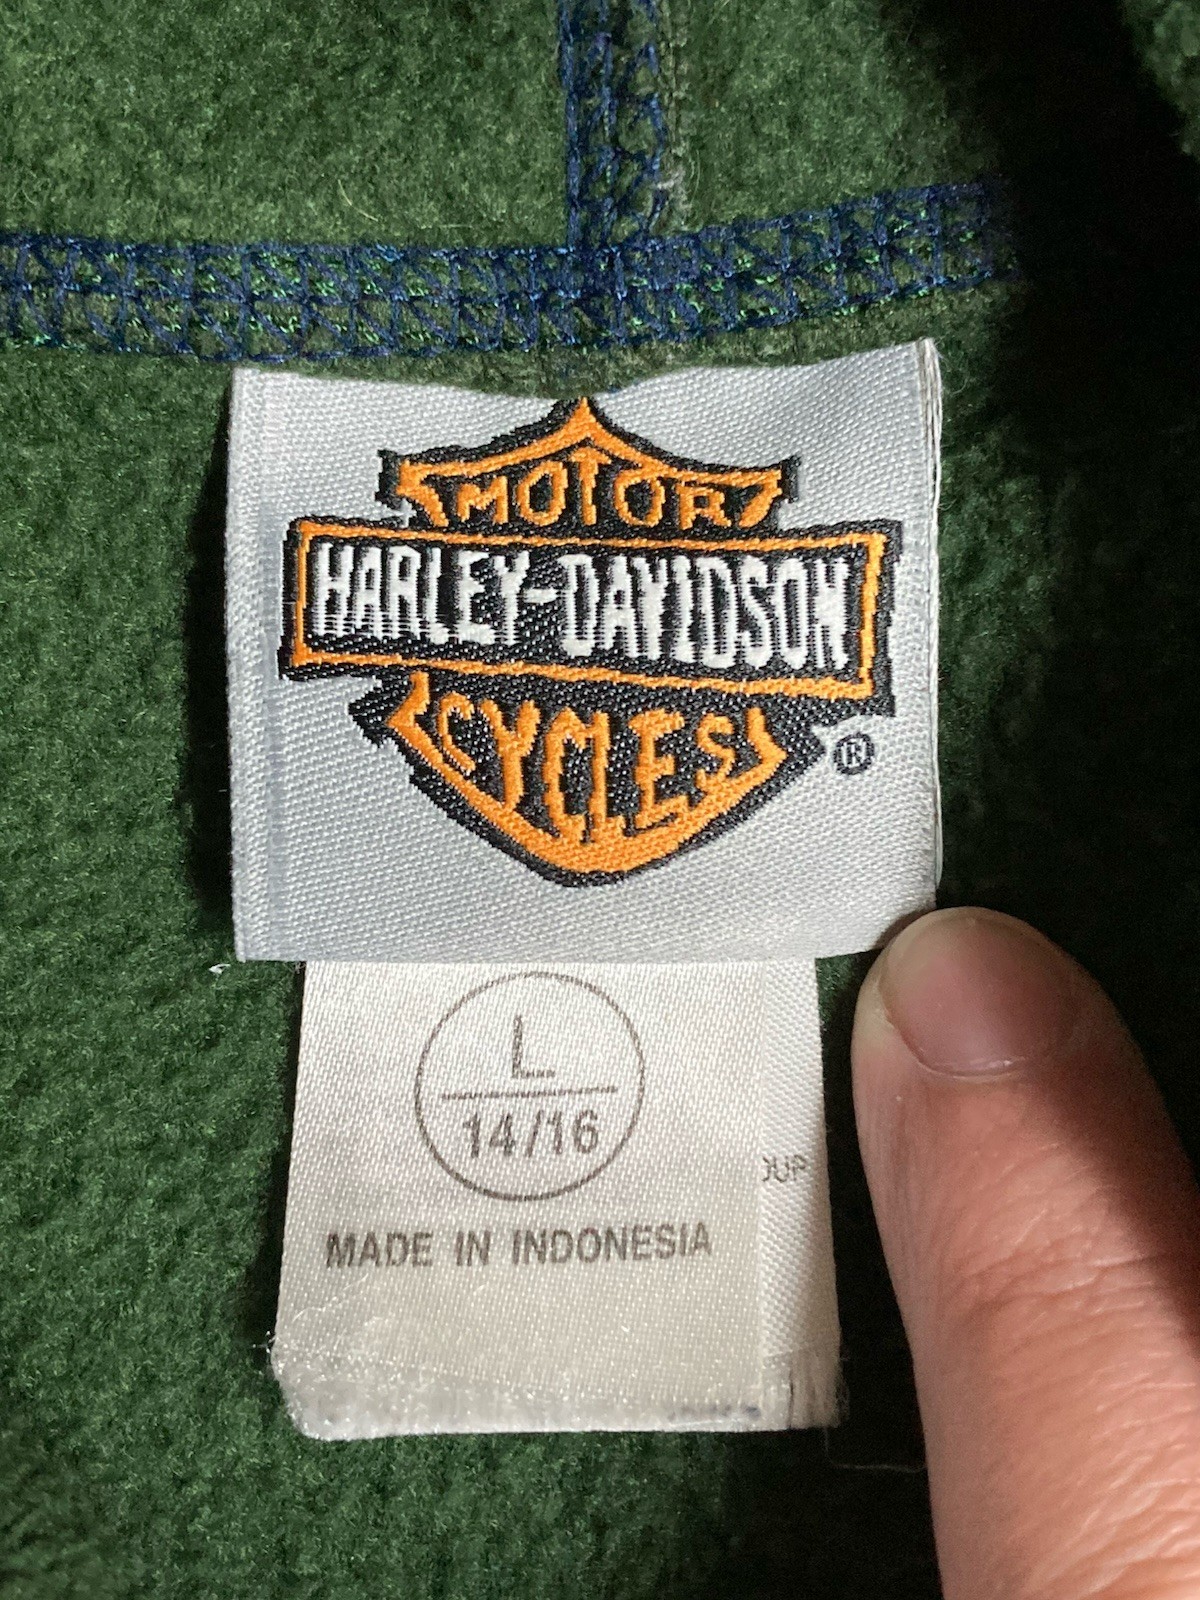 MOTOR
HARLEY-DAVIDSON
CYCLES
®
L
14/16
MADE IN INDONESIA